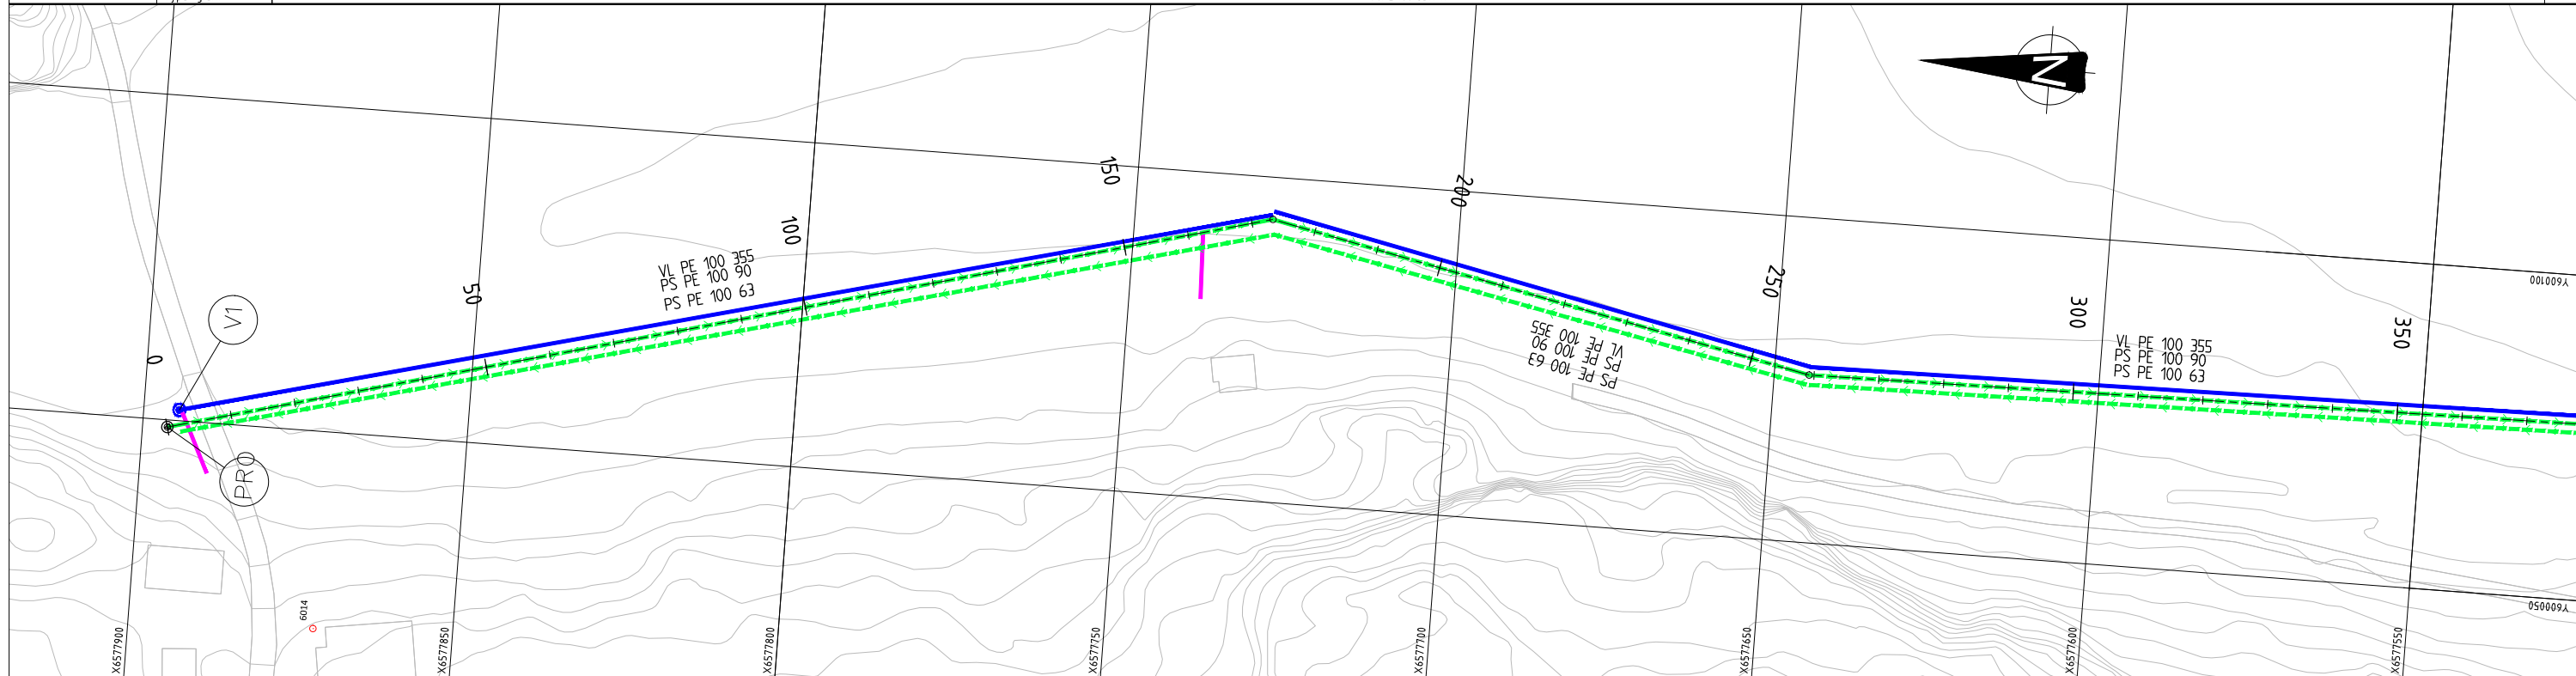 N
150
200
100
250
50
300
350
0
V1
PR0
VL PE 100 355
PS PE 100 90
PS PE 100 63
VL PE 100 355
PS PE 100 90
PS PE 100 63
VL PE 100 355
PS PE 100 90
PS PE 100 63
Y600100
Y600050
6014
X6577900
X6577850
X6577800
X6577750
X6577700
X6577650
X6577600
X6577550